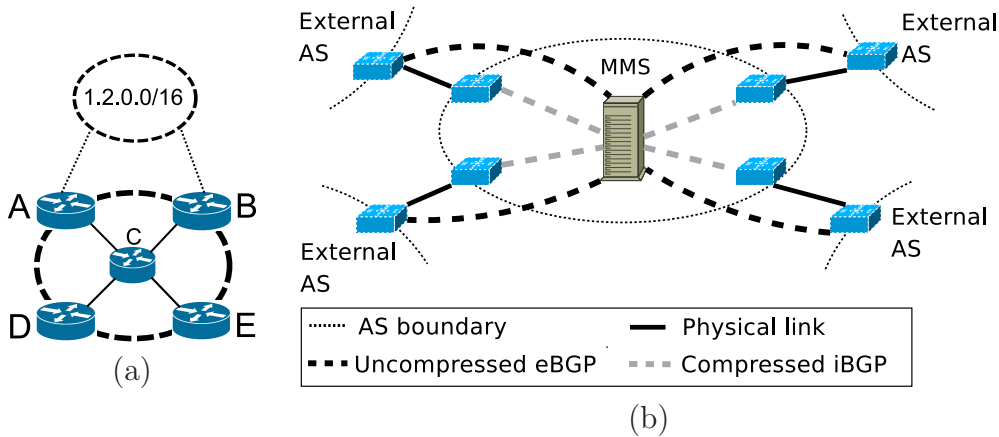 1.2.0.0/16
A
B
C
D
E
(a)
External
AS
External
AS
MMS
External
AS
External
AS
AS boundary
Physical link
Uncompressed eBGP
Compressed iBGP
(b)